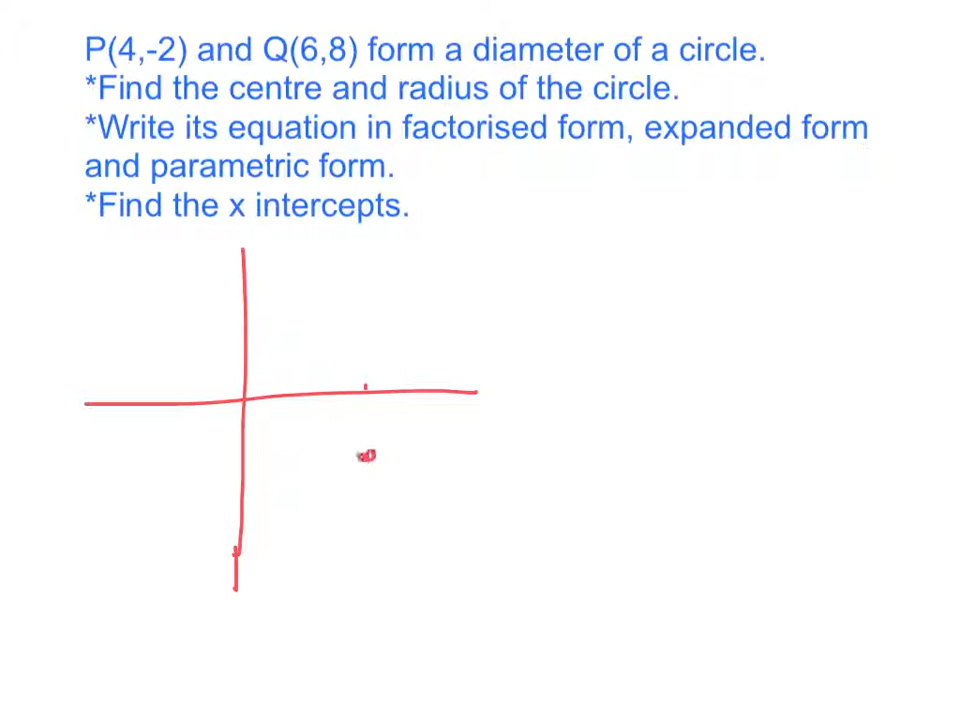 P(4,-2) and Q(6,8) form a diameter of a circle.
*Find the centre and radius of the circle.
*Write its equation in factorised form, expanded form
and parametric form.
*Find the x intercepts.